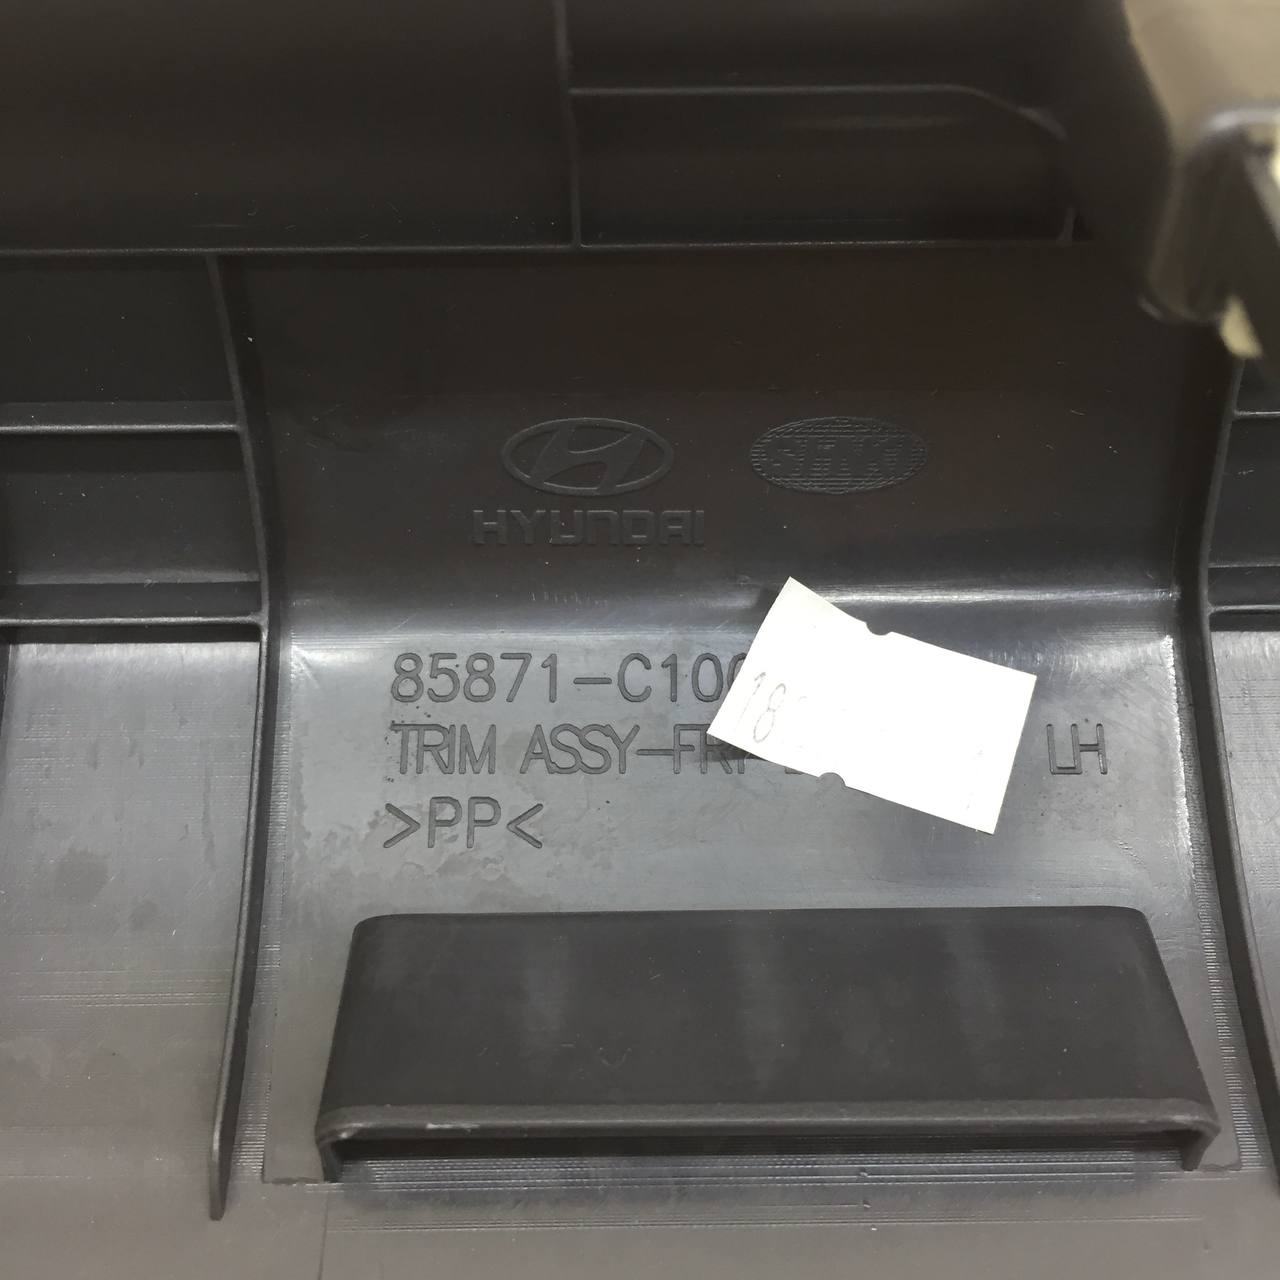 HYUNDAI
85871-C10
TRIM ASSY-FR LH
>PP<